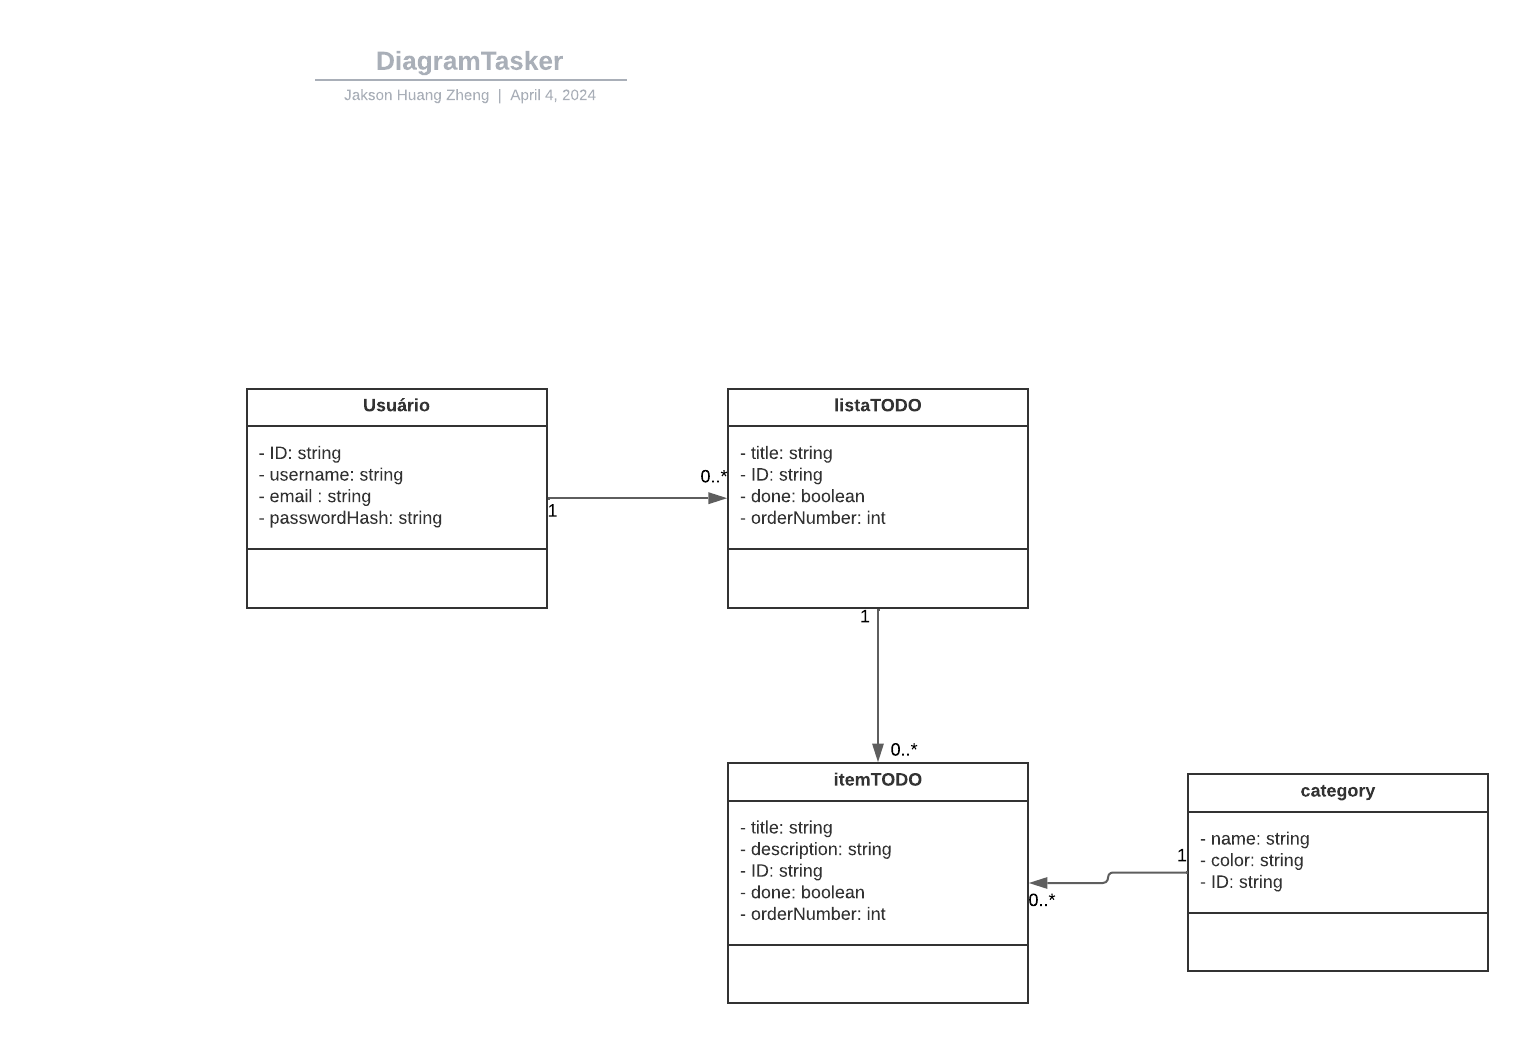 DiagramTasker
Jakson Huang Zheng | April 4, 2024
Usuário
- ID: string
- username: string
- email : string
- passwordHash: string
1
0..*
listaTODO
- title: string
- ID: string
- done: boolean
- orderNumber: int
1
0..*
itemTODO
- title: string
- description: string
- ID: string
- done: boolean
- orderNumber: int
0..*
1
category
- name: string
- color: string
- ID: string